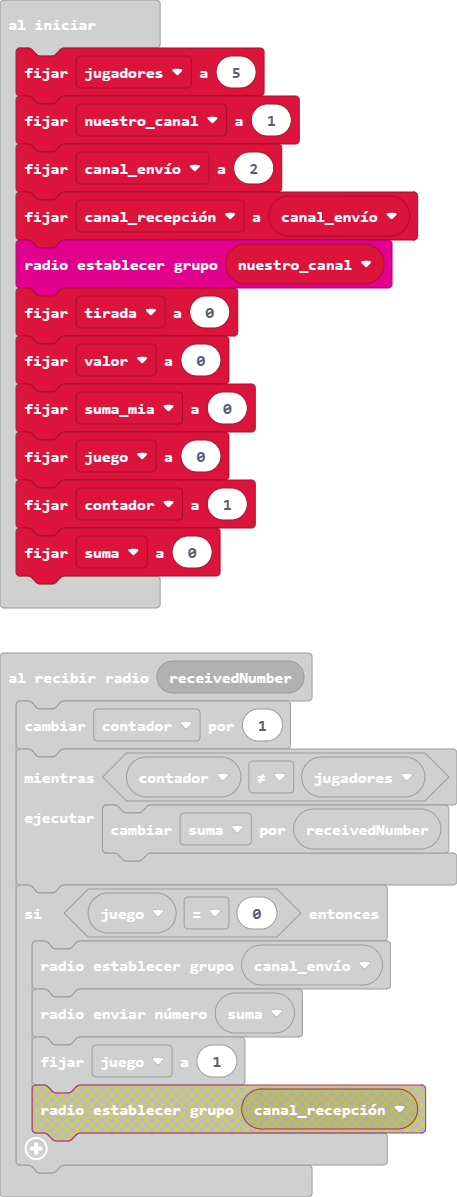 al iniciar
fijar jugadores a 5
fijar nuestro_canal a 1
fijar canal_envío a 2
fijar canal_recepción a canal_envío
radio establecer grupo nuestro_canal
fijar tirada a 0
fijar valor a 0
fijar suma_mia a 0
fijar juego a 0
fijar contador a 1
fijar suma a 0
al recibir radio receivedNumber
cambiar contador por 1
mientras contador ≠ jugadores
ejecutar cambiar suma por receivedNumber
si juego = 0 entonces
radio establecer grupo canal_envío
radio enviar número suma
fijar juego a 1
radio establecer grupo canal_recepción